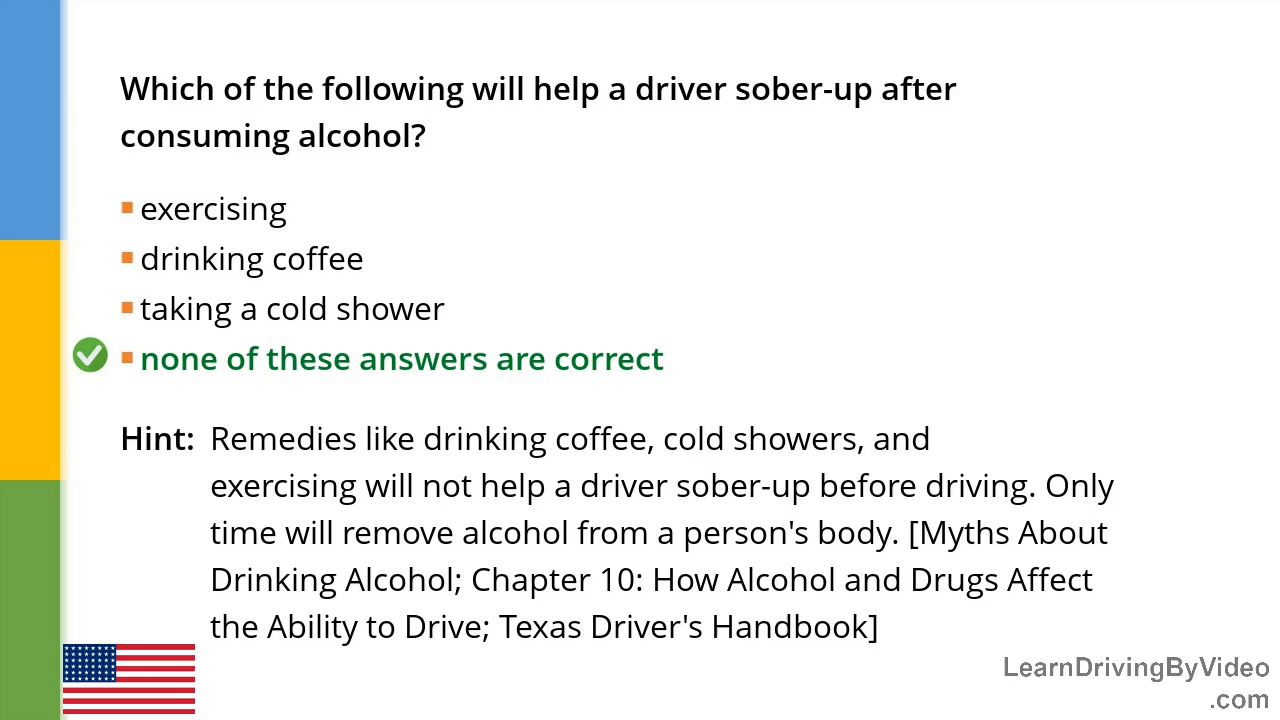 Which of the following will help a driver sober-up after
consuming alcohol?
exercising
drinking coffee
taking a cold shower
none of these answers are correct
Hint: Remedies like drinking coffee, cold showers, and
exercising will not help a driver sober-up before driving. Only
time will remove alcohol from a person's body. [Myths About
Drinking Alcohol; Chapter 10: How Alcohol and Drugs Affect
the Ability to Drive; Texas Driver's Handbook]
LearnDrivingByVideo
.com